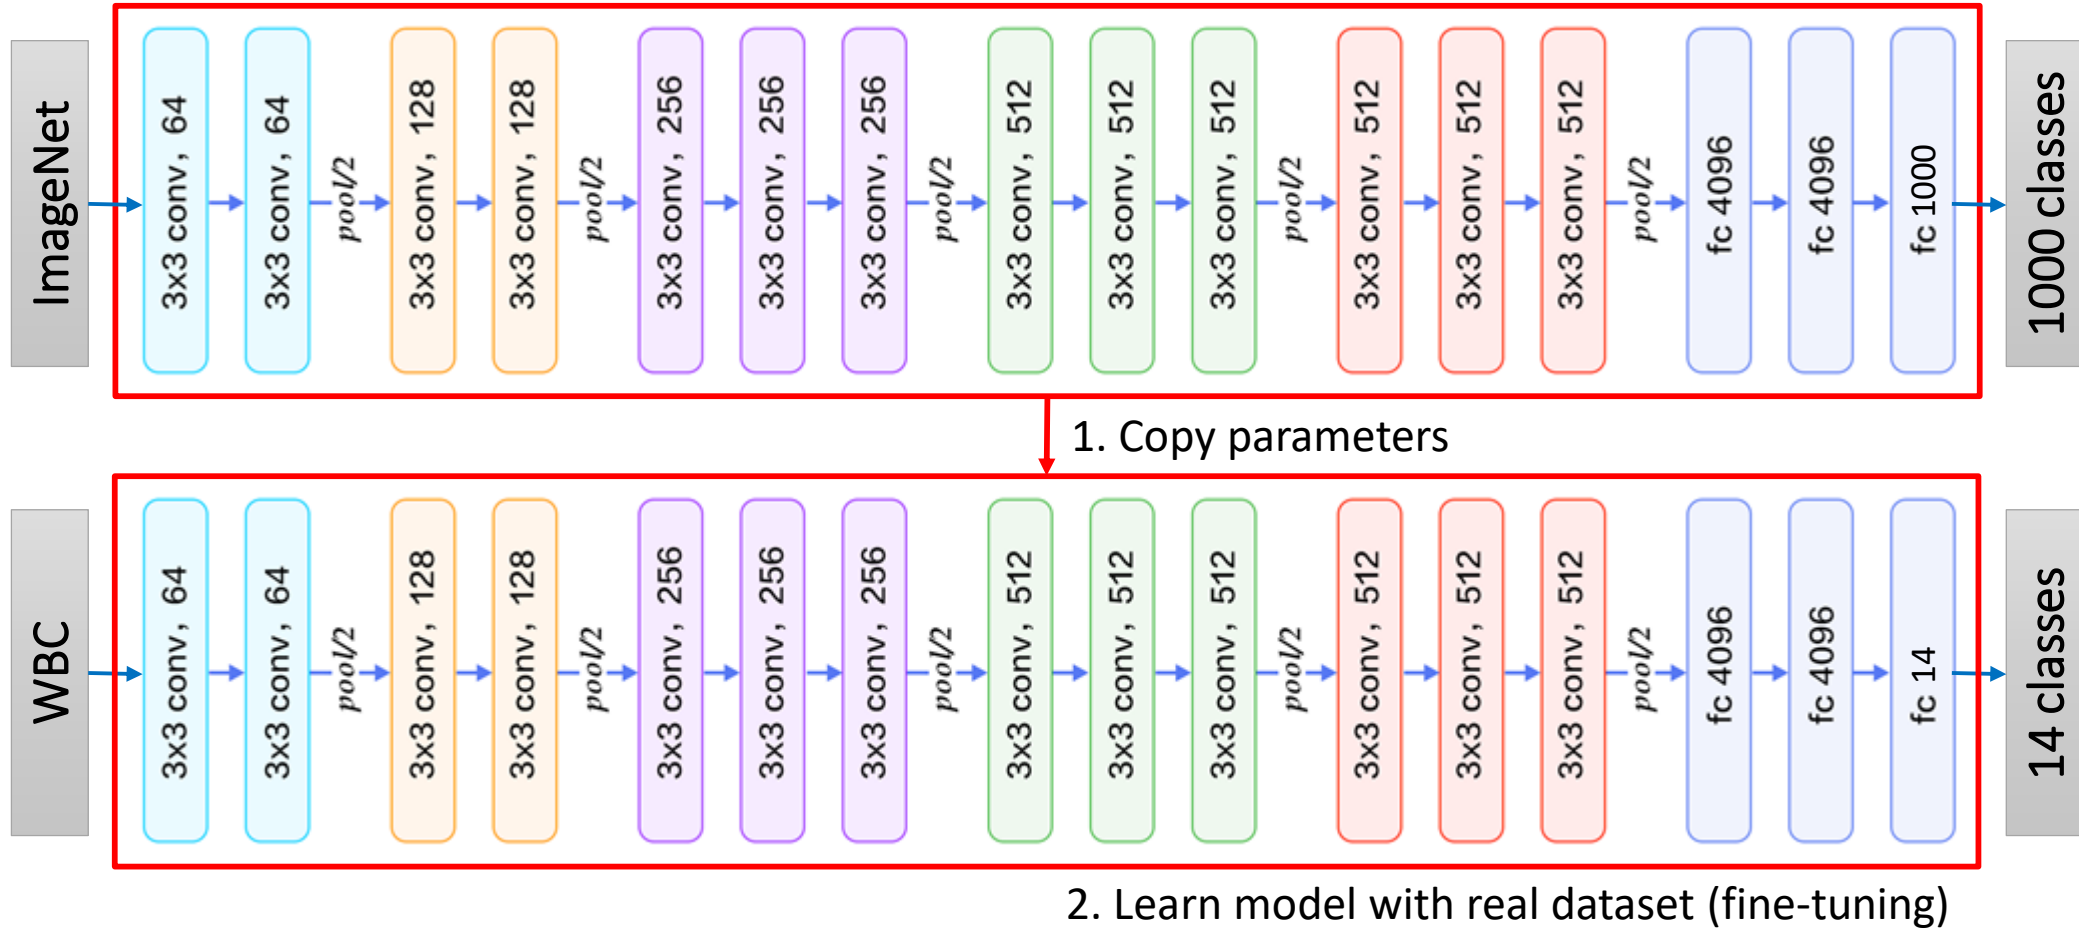 ImageNet
3x3 conv, 64
3x3 conv, 64
pool/2
3x3 conv, 128
3x3 conv, 128
pool/2
3x3 conv, 256
3x3 conv, 256
3x3 conv, 256
pool/2
3x3 conv, 512
3x3 conv, 512
3x3 conv, 512
pool/2
3x3 conv, 512
3x3 conv, 512
3x3 conv, 512
pool/2
fc 4096
fc 4096
fc 1000
1000 classes
1. Copy parameters
WBC
3x3 conv, 64
3x3 conv, 64
pool/2
3x3 conv, 128
3x3 conv, 128
pool/2
3x3 conv, 256
3x3 conv, 256
3x3 conv, 256
pool/2
3x3 conv, 512
3x3 conv, 512
3x3 conv, 512
pool/2
3x3 conv, 512
3x3 conv, 512
3x3 conv, 512
pool/2
fc 4096
fc 4096
fc 14
14 classes
2. Learn model with real dataset (fine-tuning)